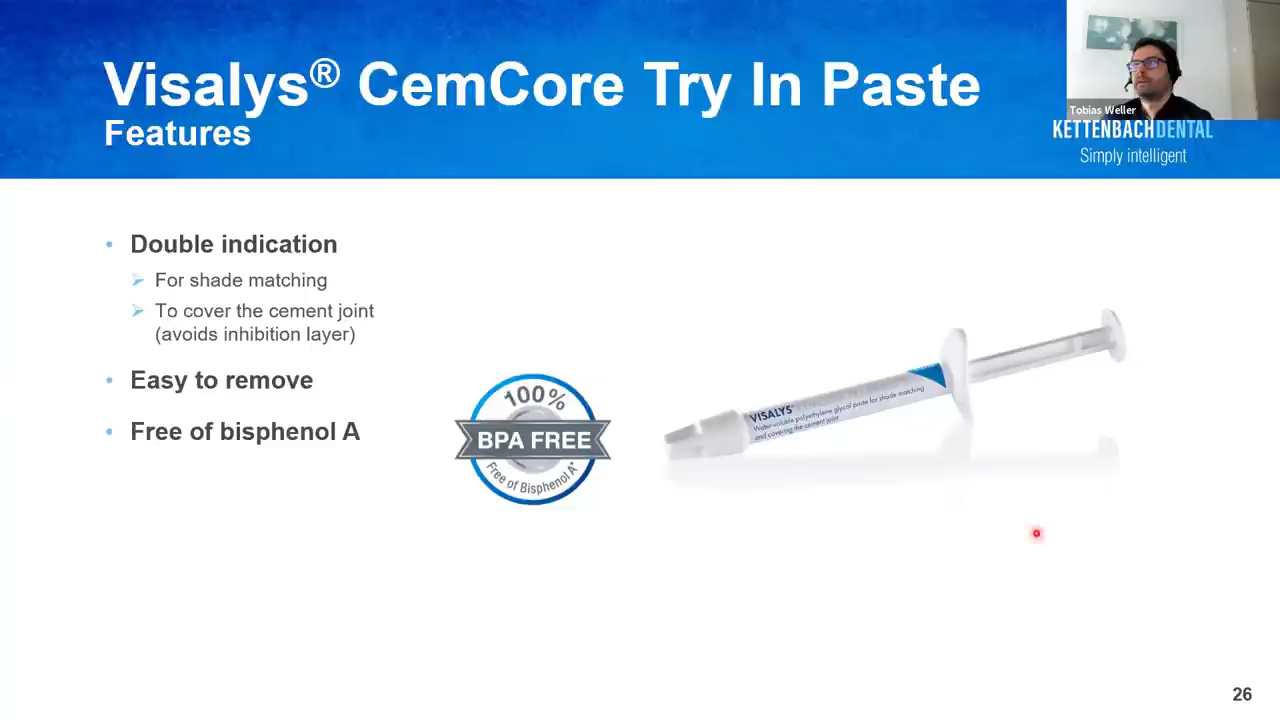 Visalys® CemCore Try In Paste
Features
Tobias Weller
KETTENBACHDENTAL
Simply intelligent
• Double indication
For shade matching
To cover the cement joint
(avoids inhibition layer)
• Easy to remove
• Free of bisphenol A
100%
BPA FREE
Free of Bisphenol A*
VISALYS®
Water-soluble polyethylene glycol paste for shade matching
and covering the cement joint
26